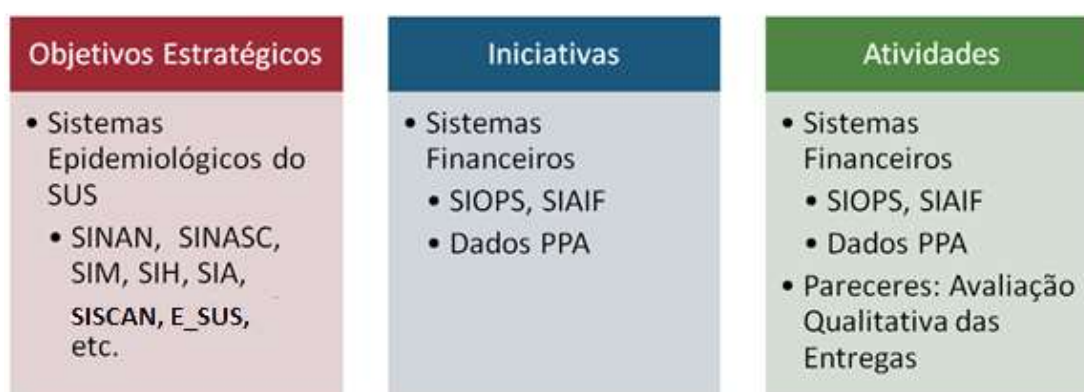 Objetivos Estratégicos
• Sistemas
Epidemiológicos do
SUS
• SINAN, SINASC,
SIM, SIH, SIA,
SISCAN, E_SUS,
etc.
Iniciativas
• Sistemas
Financeiros
• SIOPS, SIAIF
• Dados PPA
Atividades
• Sistemas
Financeiros
• SIOPS, SIAIF
• Dados PPA
• Pareceres: Avaliação
Qualitativa das
Entregas